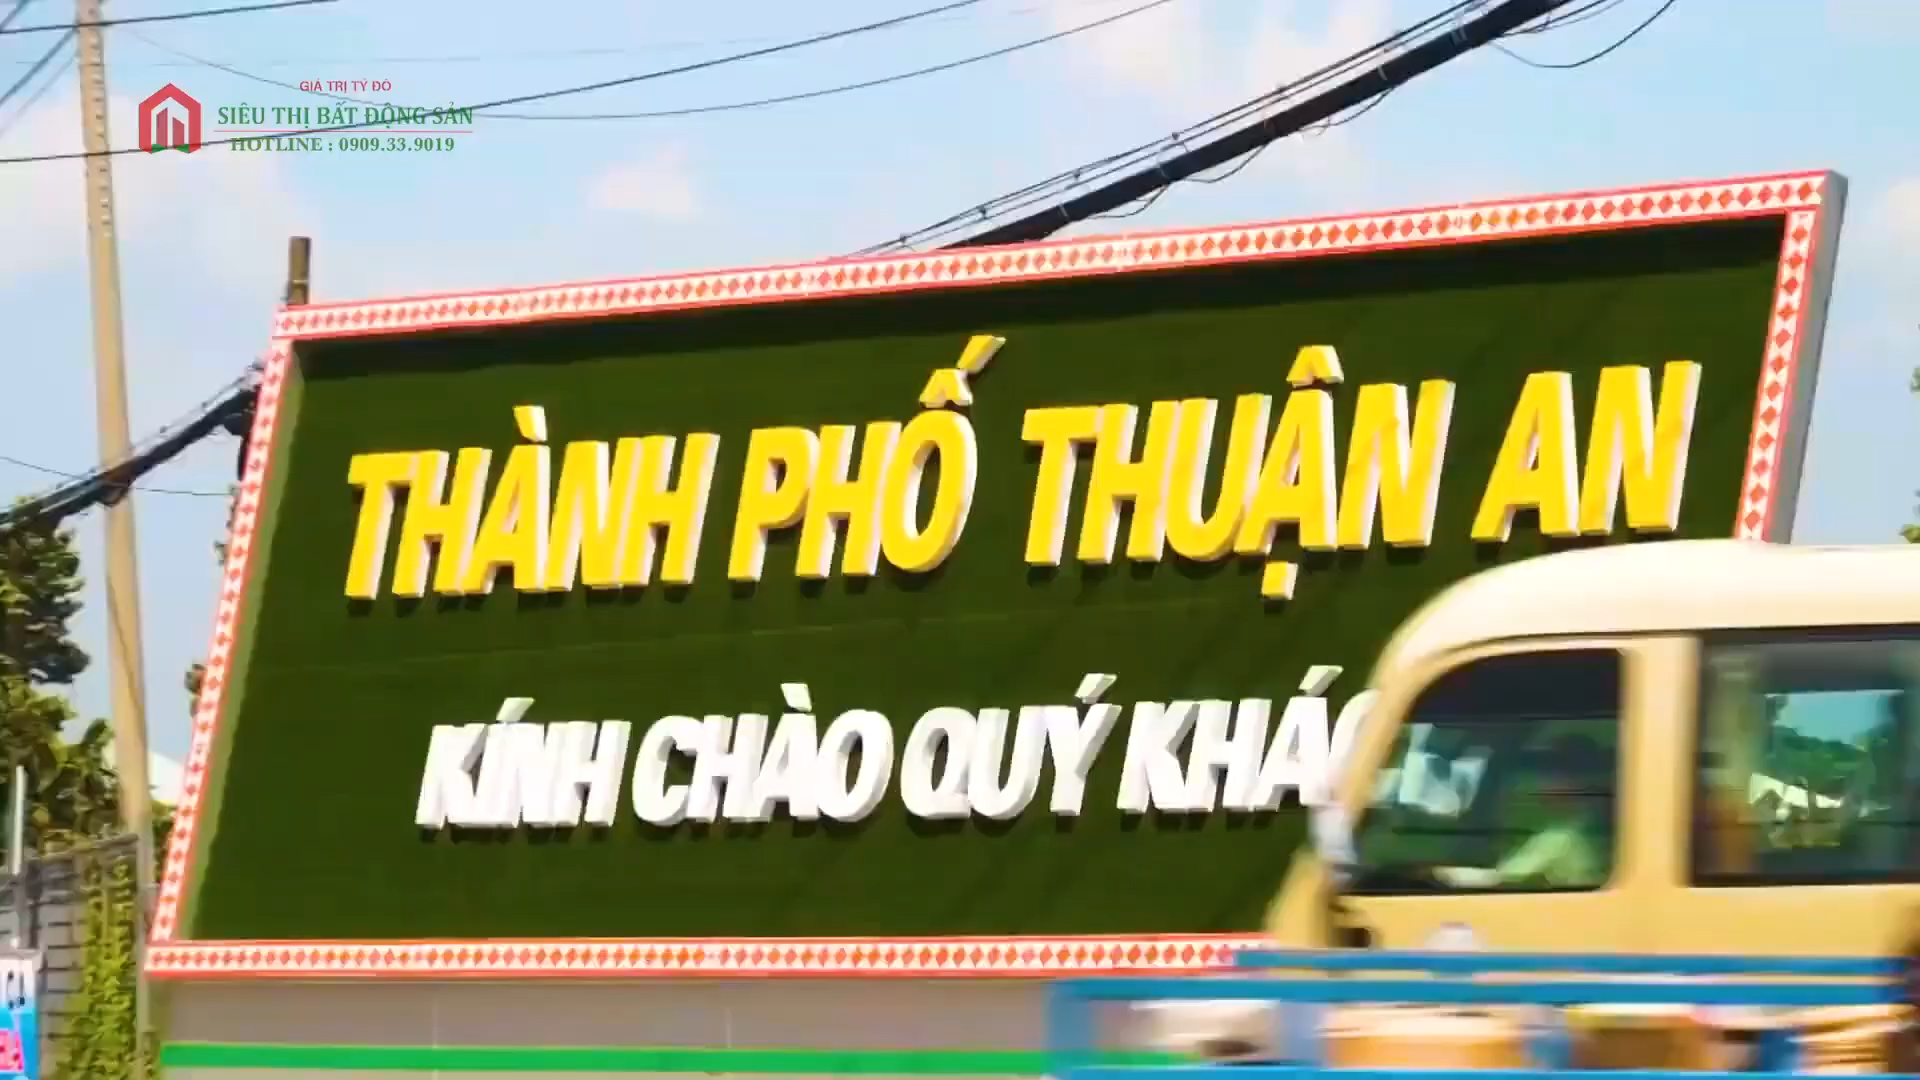 GIÁ TRỊ TỶ ĐÔ
SIÊU THỊ BẤT ĐỘNG SẢN
HOTLINE : 0909.33.9019
THÀNH PHỐ THUẬN AN
KÍNH CHÀO QUÝ